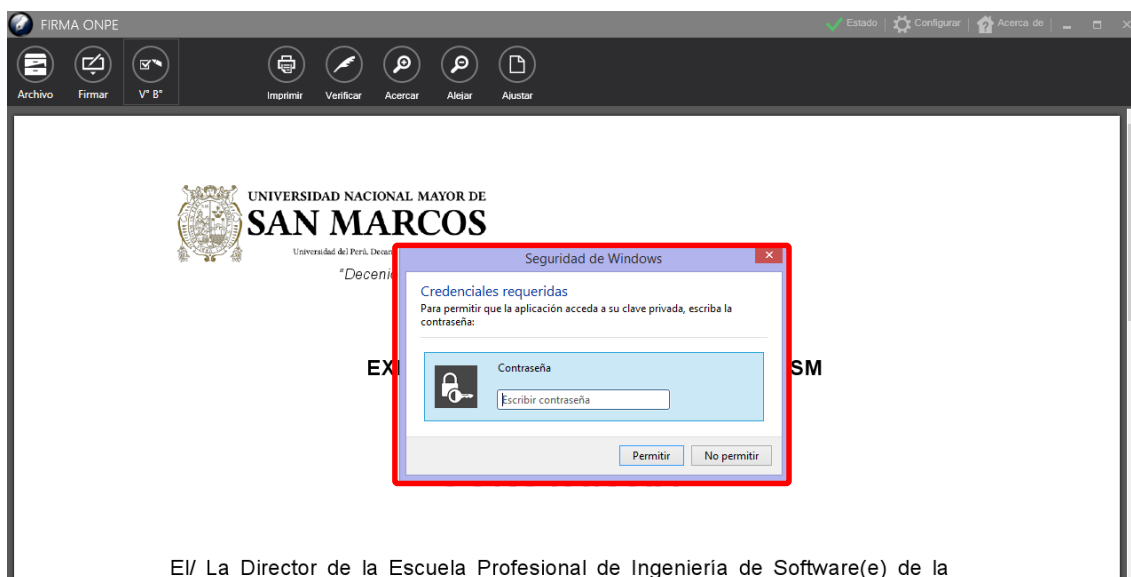 FIRMA ONPE
Estado | Configurar | Acerca de |
Archivo Firmar V° B° Imprimir Verificar Acercar Alejar Ajustar
UNIVERSIDAD NACIONAL MAYOR DE
SAN MARCOS
Universidad del Perú,
"Decenio
Seguridad de Windows
Credenciales requeridas
Para permitir que la aplicación acceda a su clave privada, escriba la
contraseña:
Contraseña
Escribir contraseña
Permitir No permitir
SM
El/ La Director de la Escuela Profesional de Ingeniería de Software(e) de la